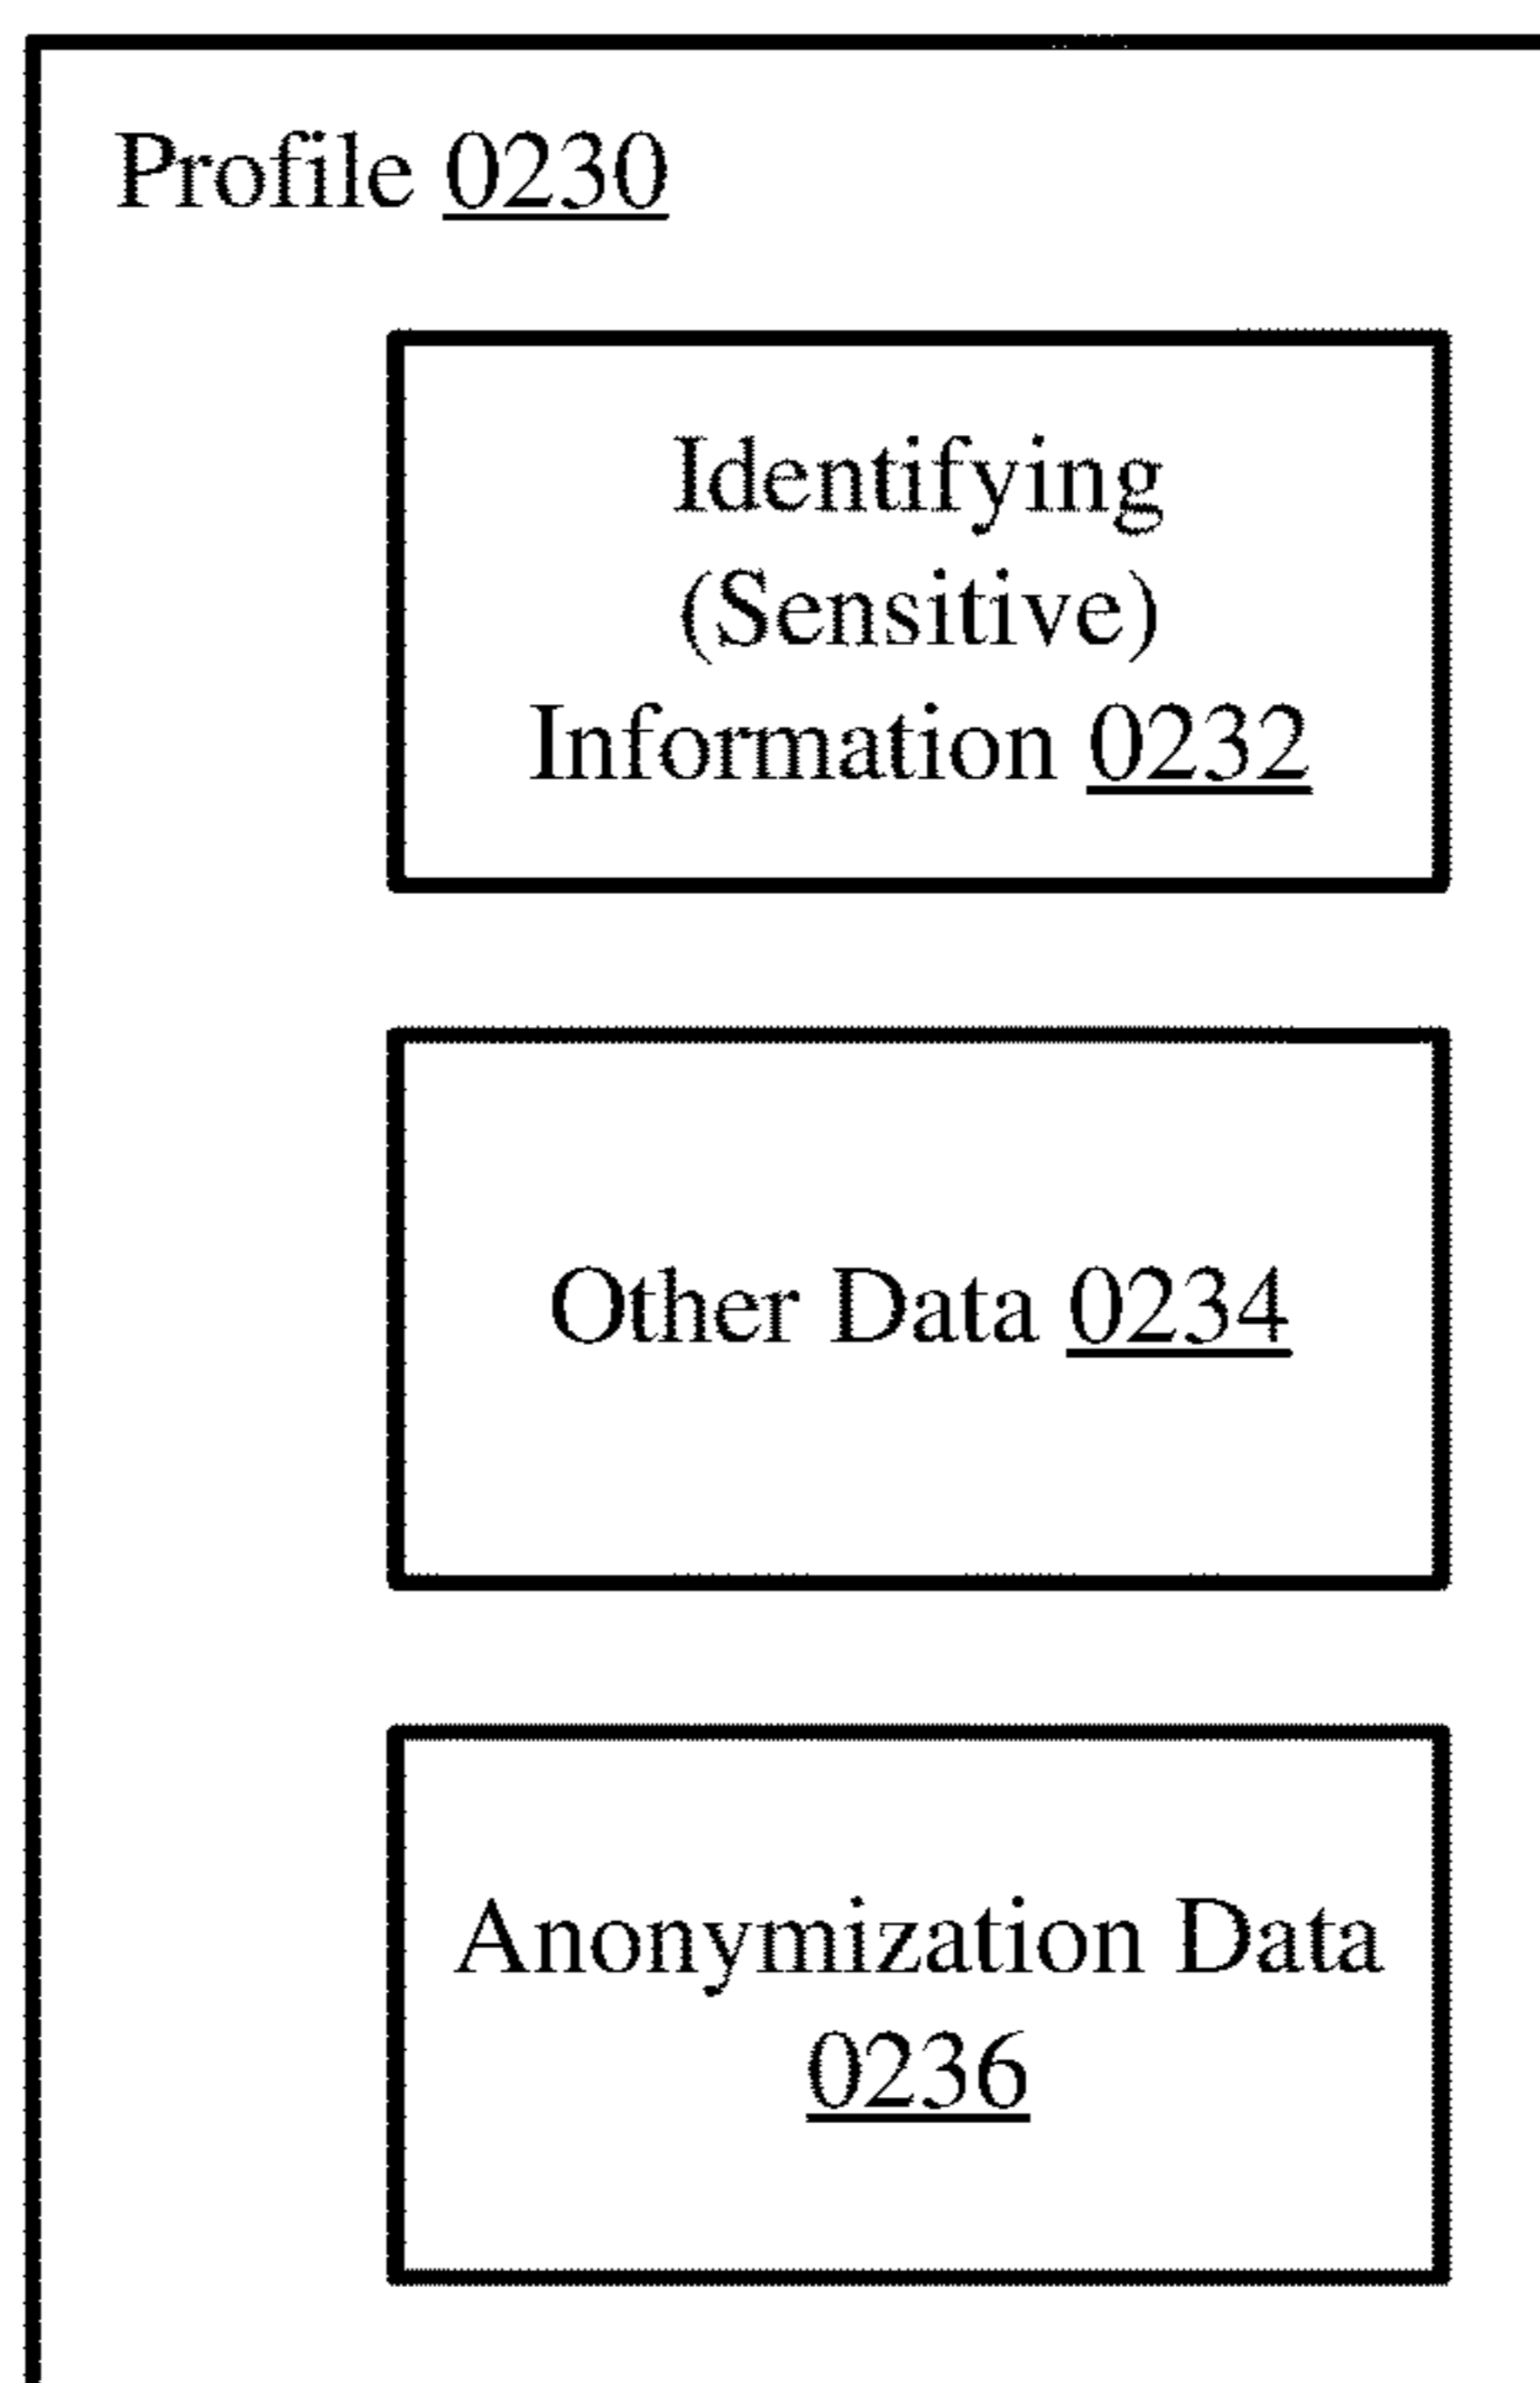 Profile 0230
Identifying
(Sensitive)
Information 0232
Other Data 0234
Anonymization Data
0236